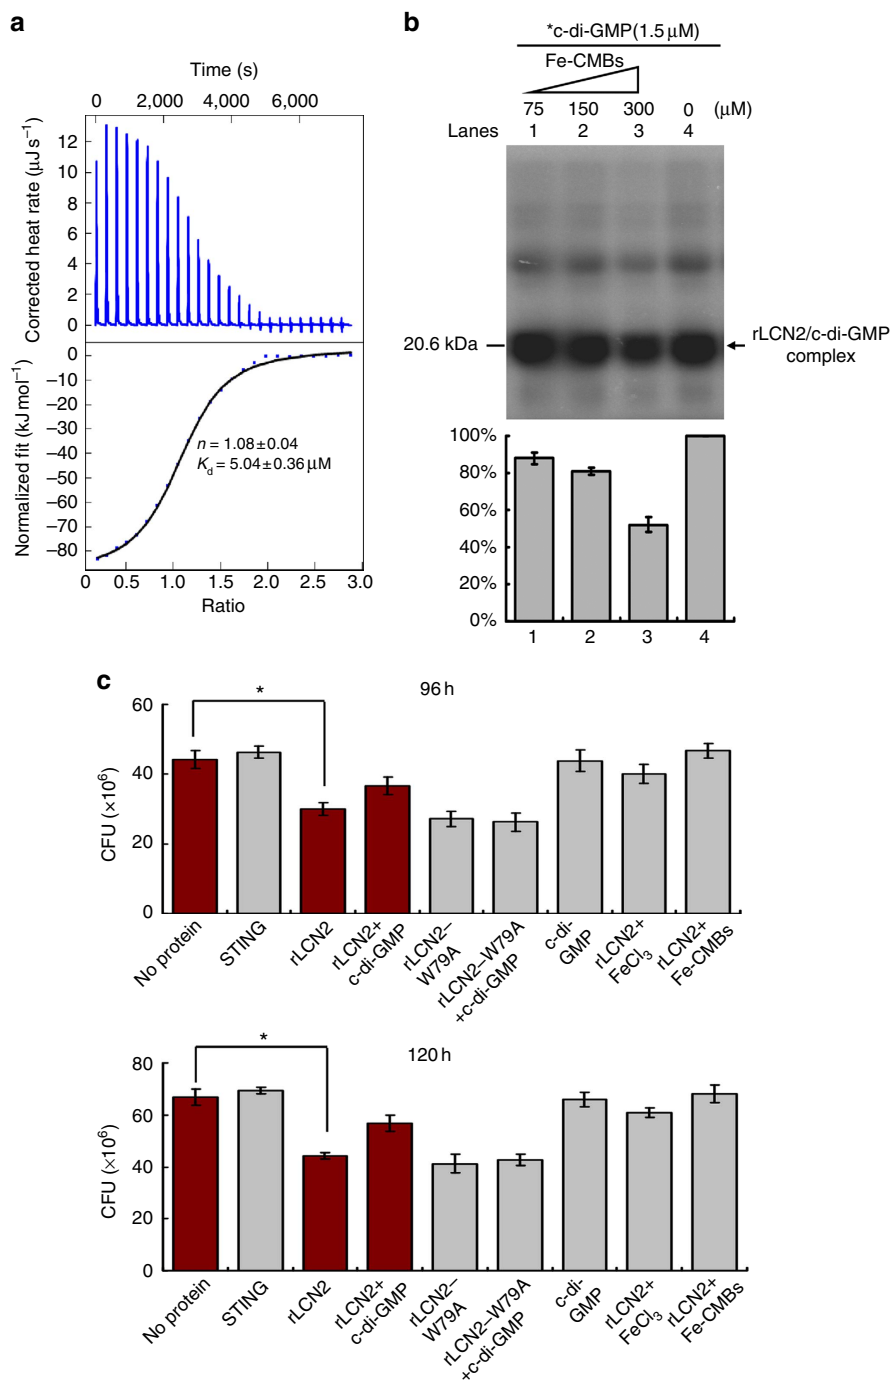 a
Time (s)
0 2,000 4,000 6,000
Corrected heat rate (μJ s⁻¹)
12
10
8
6
4
2
0
Normalized fit (kJ mol⁻¹)
0
−10
−20
−30
−40
−50
−60
−70
−80
n = 1.08±0.04
Kd = 5.04±0.36 μM
0 0.5 1.0 1.5 2.0 2.5 3.0
Ratio
b
*c-di-GMP(1.5 μM)
Fe-CMBs
75 150 300 0 (μM)
Lanes 1 2 3 4
20.6 kDa
rLCN2/c-di-GMP
complex
100%
80%
60%
40%
20%
0%
1 2 3 4
c
96 h
*
CFU (×10⁶)
60
40
20
0
No protein
STING
rLCN2
rLCN2+
c-di-GMP
rLCN2–
W79A
rLCN2–W79A
+c-di-GMP
c-di-
GMP
rLCN2+
FeCl₃
rLCN2+
Fe-CMBs
120 h
*
CFU (×10⁶)
80
60
40
20
0
No protein
STING
rLCN2
rLCN2+
c-di-GMP
rLCN2–
W79A
rLCN2–W79A
+c-di-GMP
c-di-
GMP
rLCN2+
FeCl₃
rLCN2+
Fe-CMBs